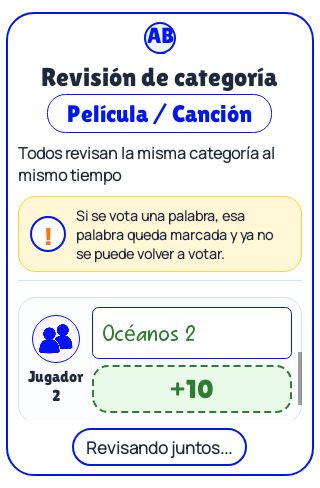 AB
Revisión de categoría
Película / Canción
Todos revisan la misma categoría al
mismo tiempo
!
Si se vota una palabra, esa
palabra queda marcada y ya no
se puede volver a votar.
Océanos 2
Jugador
2
+10
Revisando juntos...